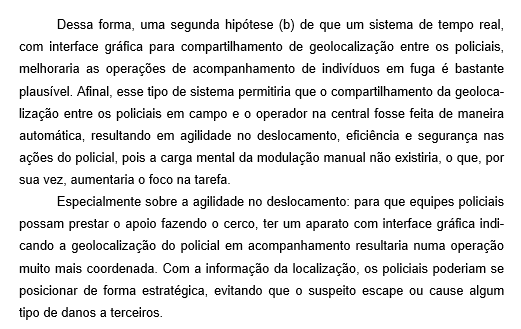 Dessa forma, uma segunda hipótese (b) de que um sistema de tempo real,
com interface gráfica para compartilhamento de geolocalização entre os policiais,
melhoraria as operações de acompanhamento de indivíduos em fuga é bastante
plausível. Afinal, esse tipo de sistema permitiria que o compartilhamento da geoloca-
lização entre os policiais em campo e o operador na central fosse feita de maneira
automática, resultando em agilidade no deslocamento, eficiência e segurança nas
ações do policial, pois a carga mental da modulação manual não existiria, o que, por
sua vez, aumentaria o foco na tarefa.
Especialmente sobre a agilidade no deslocamento: para que equipes policiais
possam prestar o apoio fazendo o cerco, ter um aparato com interface gráfica indi-
cando a geolocalização do policial em acompanhamento resultaria numa operação
muito mais coordenada. Com a informação da localização, os policiais poderiam se
posicionar de forma estratégica, evitando que o suspeito escape ou cause algum
tipo de danos a terceiros.